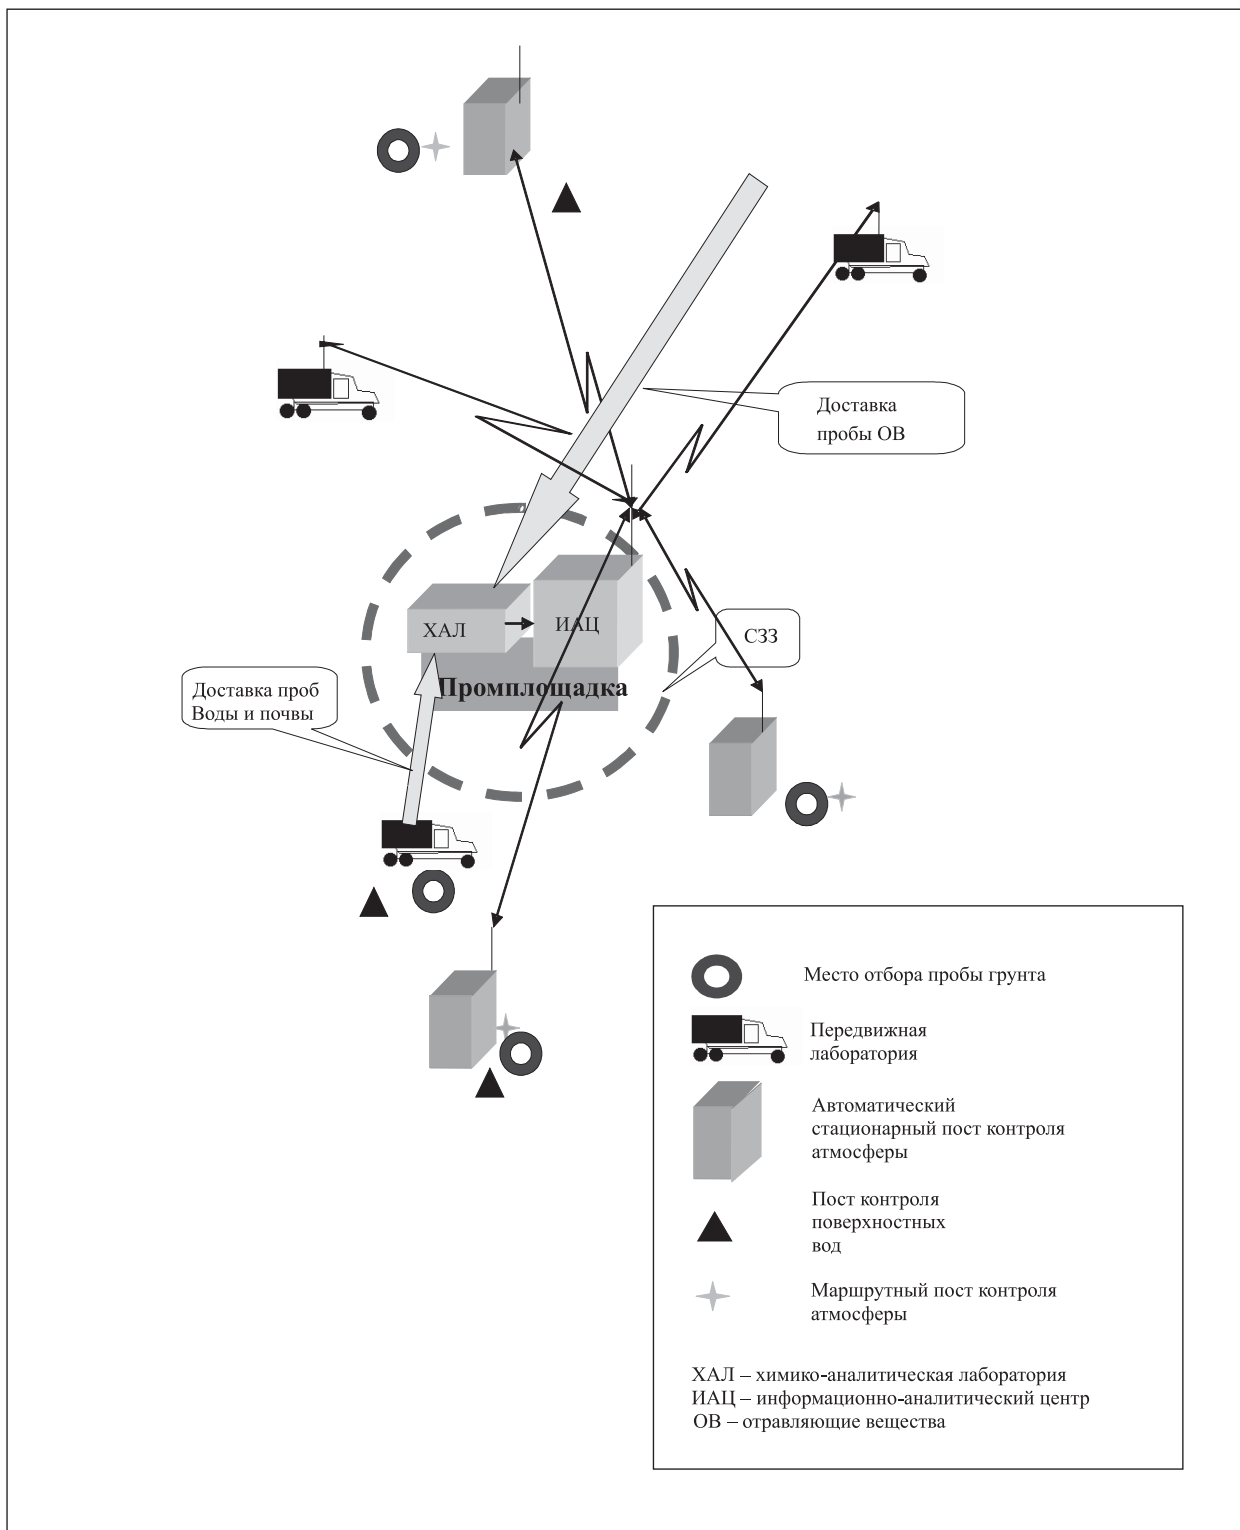 Доставка
пробы ОВ
ХАЛ
ИАЦ
СЗЗ
Промплощадка
Доставка проб
Воды и почвы
Место отбора пробы грунта
Передвижная
лаборатория
Автоматический
стационарный пост контроля
атмосферы
Пост контроля
поверхностных
вод
Маршрутный пост контроля
атмосферы
ХАЛ – химико-аналитическая лаборатория
ИАЦ – информационно-аналитический центр
ОВ – отравляющие вещества